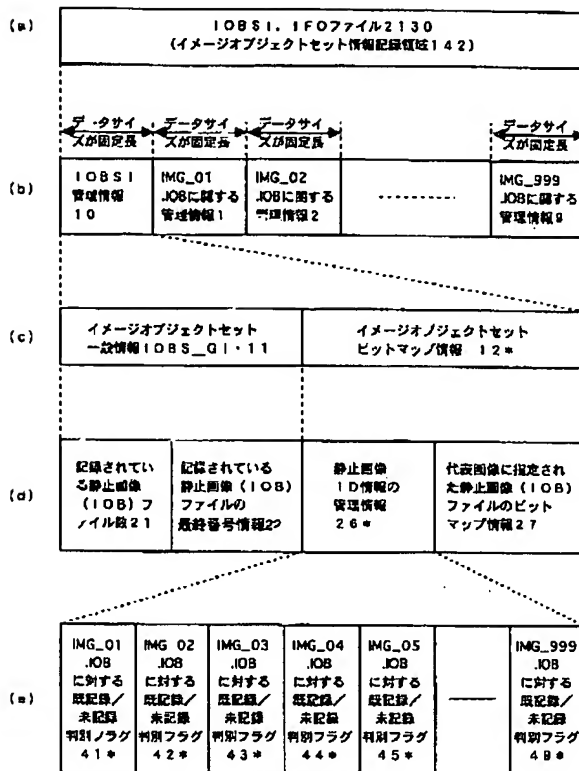 (a)
IOBSI. IFOファイル2130
(イメージオブジェクトセット情報記録領域142)
データサイ
ズが固定長
データサイ
ズが固定長
データサイ
ズが固定長
データサイ
ズが固定長
(b)
IOBSI
管理情報
10
IMG_01
.IOBに関する
管理情報1
IMG_02
.IOBに関する
管理情報2
IMG_999
.IOBに関する
管理情報9
(c)
イメージオブジェクトセット
一般情報IOBS_GI・11
イメージオブジェクトセット
ビットマップ情報 12*
(d)
記録されてい
る静止画像
(IOB)フ
ァイル数21
記録されている
静止画像(IOB)
ファイルの
最終番号情報22
静止画像
ID情報の
管理情報
26*
代表画像に指定され
た静止画像(IOB)
ファイルのビット
マップ情報27
(e)
IMG_01
.IOB
に対する
既記録/
未記録
判別フラグ
41*
IMG_02
.IOB
に対する
既記録/
未記録
判別フラグ
42*
IMG_03
.IOB
に対する
既記録/
未記録
判別フラグ
43*
IMG_04
.IOB
に対する
既記録/
未記録
判別フラグ
44*
IMG_05
.IOB
に対する
既記録/
未記録
判別フラグ
45*
IMG_999
.IOB
に対する
既記録/
未記録
判別フラグ
49*